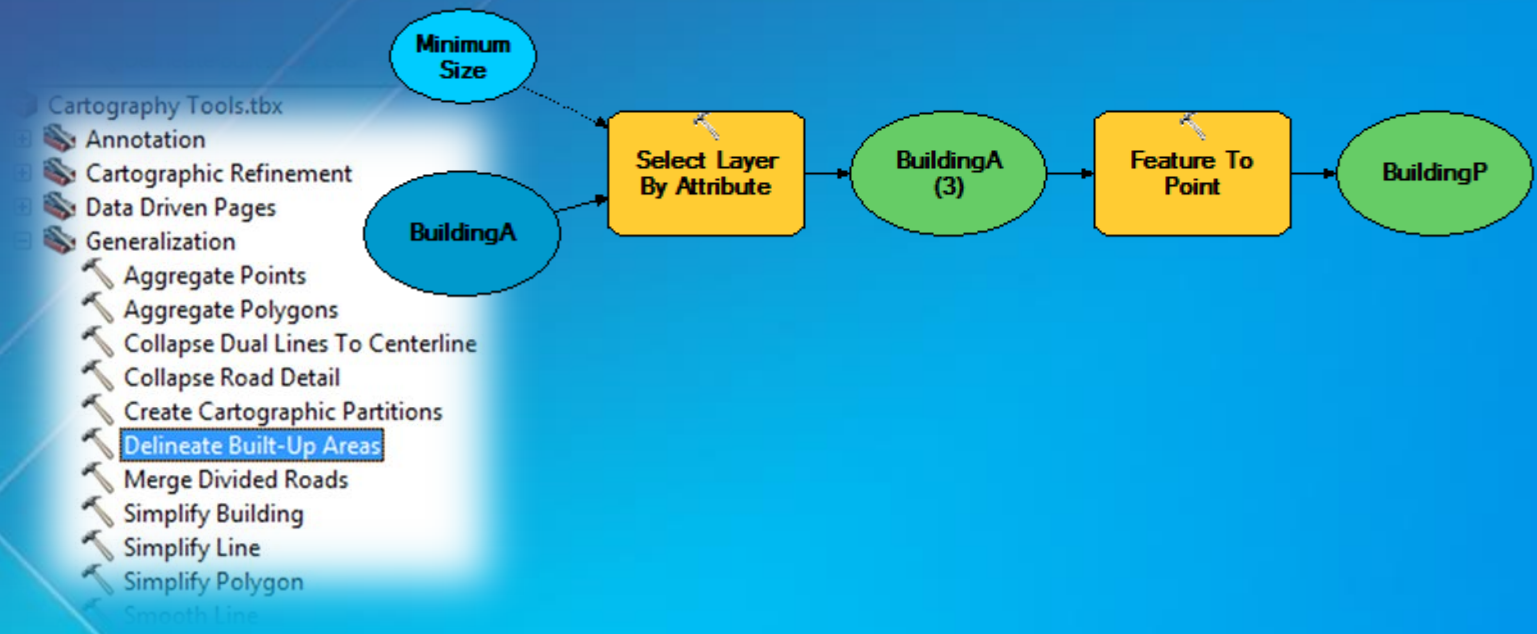 Cartography Tools.tbx
Annotation
Cartographic Refinement
Data Driven Pages
Generalization
Aggregate Points
Aggregate Polygons
Collapse Dual Lines To Centerline
Collapse Road Detail
Create Cartographic Partitions
Delineate Built-Up Areas
Merge Divided Roads
Simplify Building
Simplify Line
Simplify Polygon
Smooth Line
Minimum
Size
BuildingA
Select Layer
By Attribute
BuildingA
(3)
Feature To
Point
BuildingP